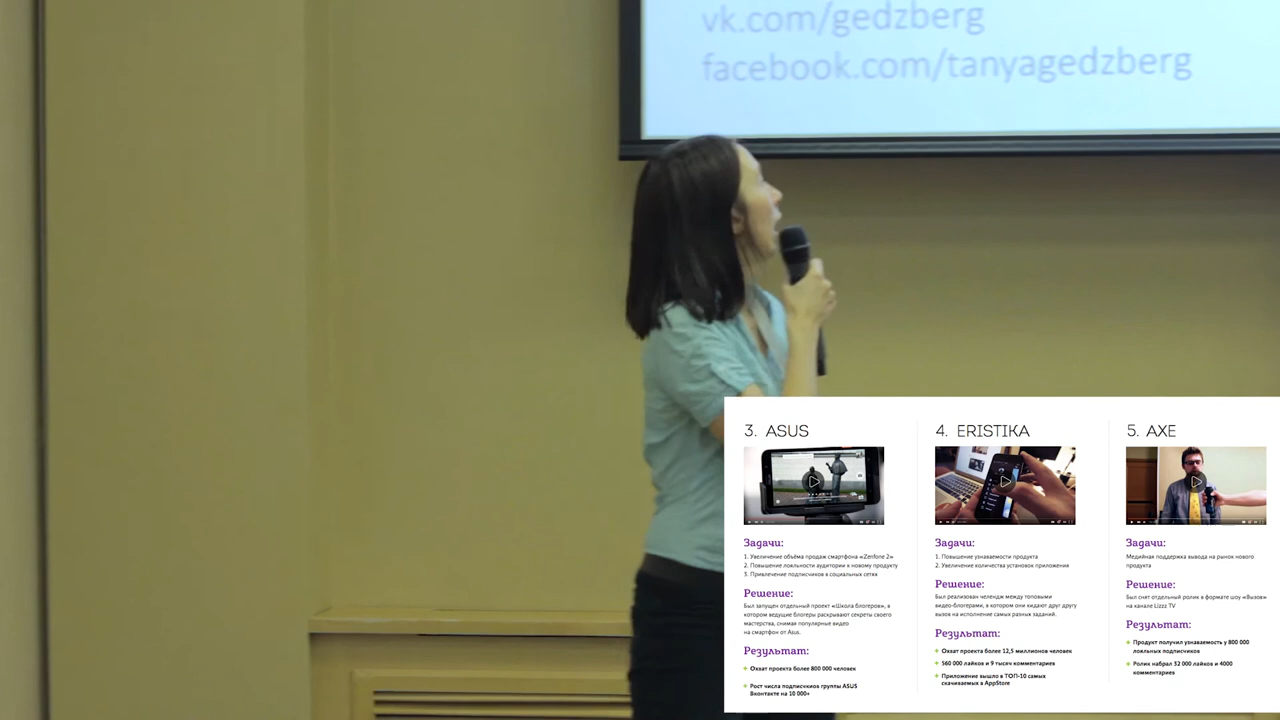 vk.com/gedzberg
facebook.com/tanyagedzberg
3. ASUS
Задачи:
1. Увеличение объёма продаж смартфона «Zenfone 2»
2. Повышение лояльности аудитории к новому продукту
3. Привлечение подписчиков в социальных сетях
Решение:
Был запущен отдельный проект «Школа блогеров», в
котором ведущие блогеры раскрывают секреты своего
мастерства, снимая популярные видео
на смартфон от Asus.
Результат:
Охват проекта более 800 000 человек
Рост числа подписчиков группы ASUS
Вконтакте на 10 000+
4. ERISTIKA
Задачи:
1. Повышение узнаваемости продукта
2. Увеличение количества установок приложения
Решение:
Был реализован челендж между топовыми
видео-блогерами, в котором они кидают друг другу
вызов на исполнение самых разных заданий.
Результат:
Охват проекта более 12,5 миллионов человек
560 000 лайков и 9 тысяч комментариев
Приложение вышло в ТОП-10 самых
скачиваемых в AppStore
5. AXE
Задачи:
Медийная поддержка вывода на рынок нового
продукта
Решение:
Был снят отдельный ролик в формате шоу «Вызов»
на канале Lizzz TV
Результат:
Продукт получил узнаваемость у 800 000
лояльных подписчиков
Ролик набрал 32 000 лайков и 4000
комментариев